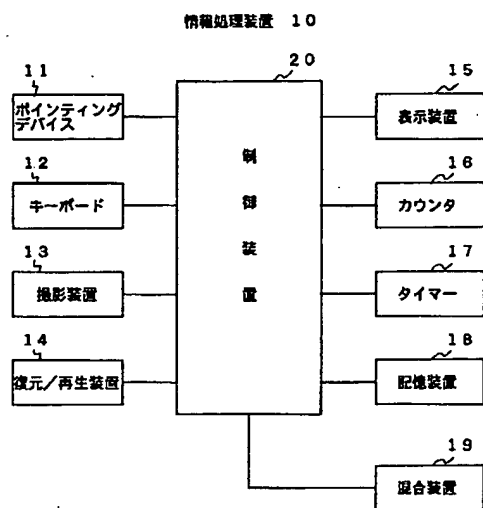 情報処理装置 10
20
11
ポインティング
デバイス
12
キーボード
13
撮影装置
14
復元／再生装置
制御装置
15
表示装置
16
カウンタ
17
タイマー
18
記憶装置
19
混合装置